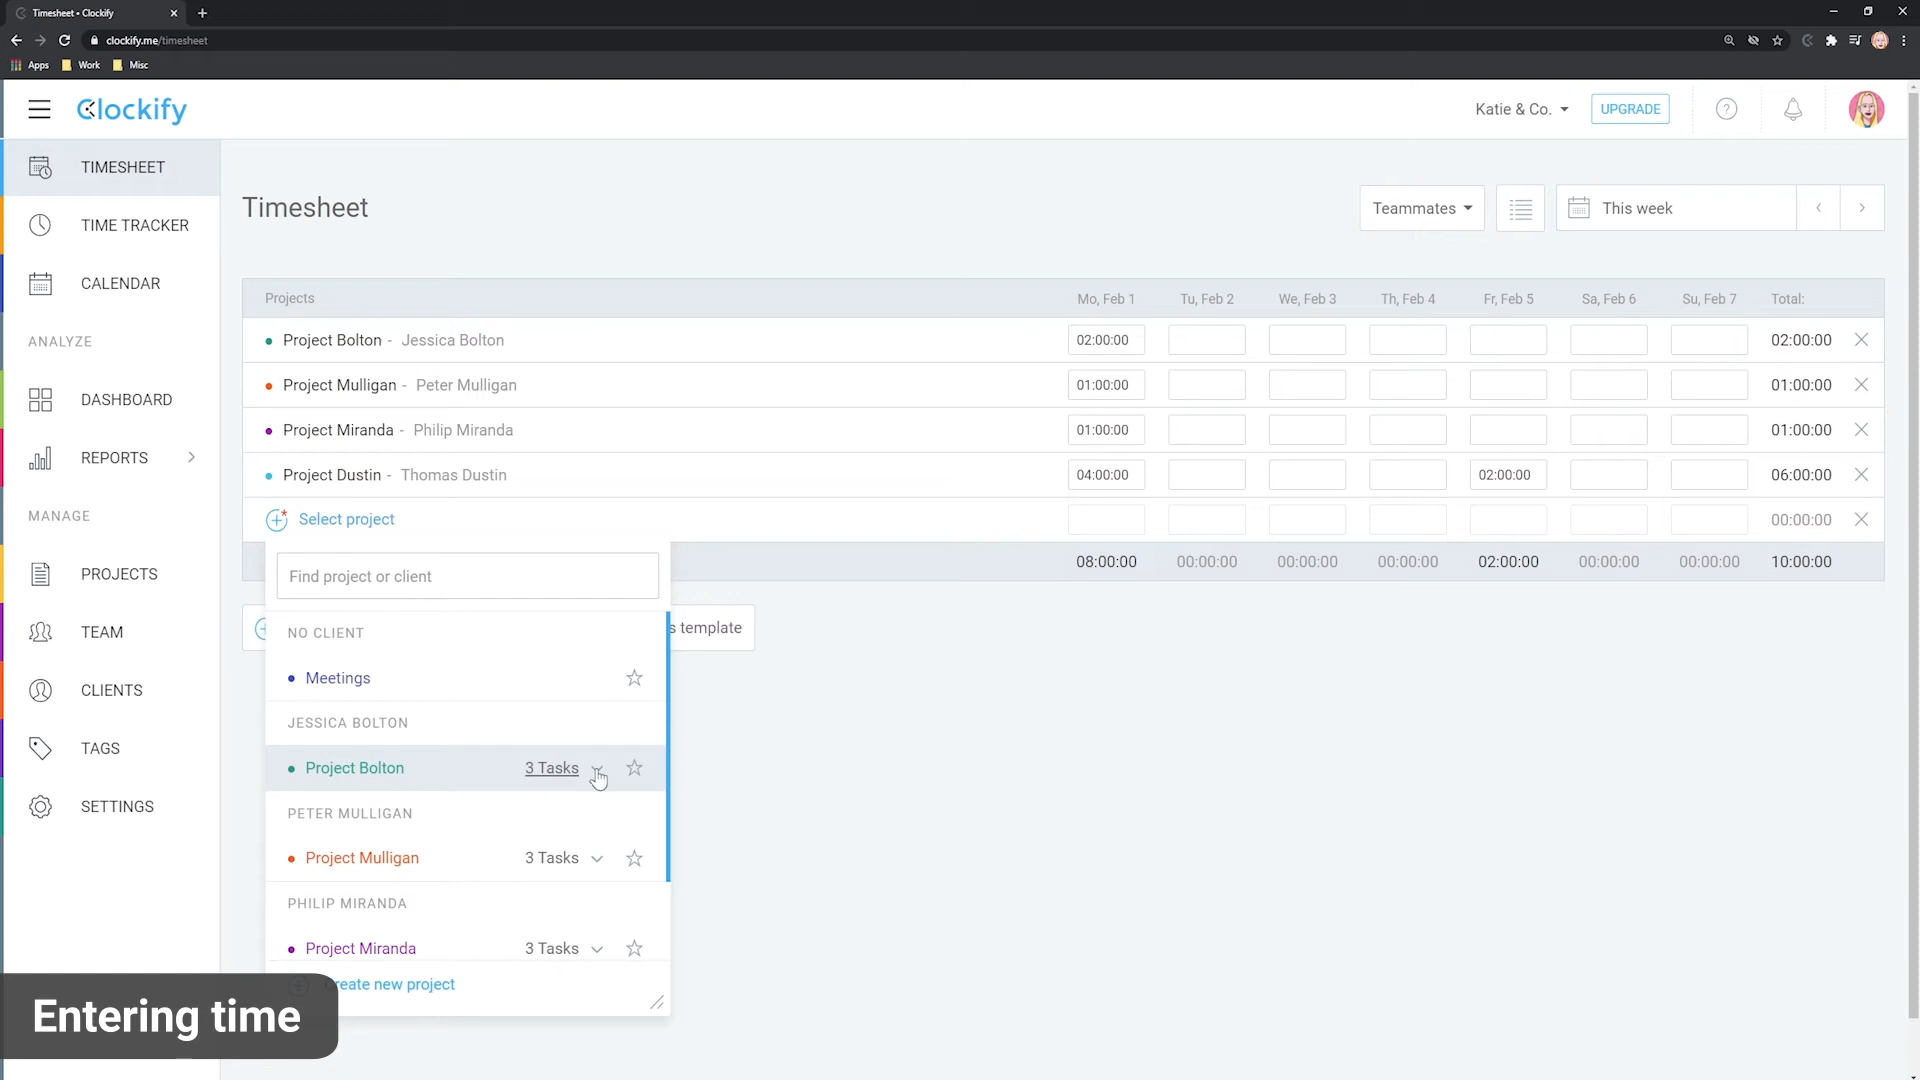 Timesheet • Clockify
clockify.me/timesheet
Apps Work Misc
Clockify
Katie & Co. UPGRADE
TIMESHEET
TIME TRACKER
CALENDAR
ANALYZE
DASHBOARD
REPORTS
MANAGE
PROJECTS
TEAM
CLIENTS
TAGS
SETTINGS
Timesheet
Teammates This week
Projects Mo, Feb 1 Tu, Feb 2 We, Feb 3 Th, Feb 4 Fr, Feb 5 Sa, Feb 6 Su, Feb 7 Total:
Project Bolton - Jessica Bolton 02:00:00 02:00:00
Project Mulligan - Peter Mulligan 01:00:00 01:00:00
Project Miranda - Philip Miranda 01:00:00 01:00:00
Project Dustin - Thomas Dustin 04:00:00 02:00:00 06:00:00
Select project 00:00:00
08:00:00 00:00:00 00:00:00 00:00:00 02:00:00 00:00:00 00:00:00 10:00:00
Find project or client
s template
NO CLIENT
Meetings
JESSICA BOLTON
Project Bolton 3 Tasks
PETER MULLIGAN
Project Mulligan 3 Tasks
PHILIP MIRANDA
Project Miranda 3 Tasks
reate new project
Entering time